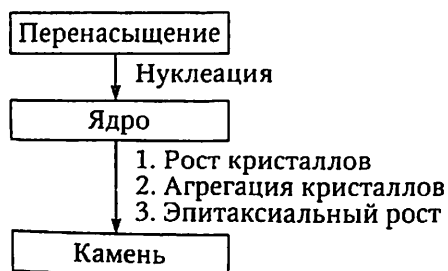 Перенасыщение
Нуклеация
Ядро
1. Рост кристаллов
2. Агрегация кристаллов
3. Эпитаксиальный рост
Камень